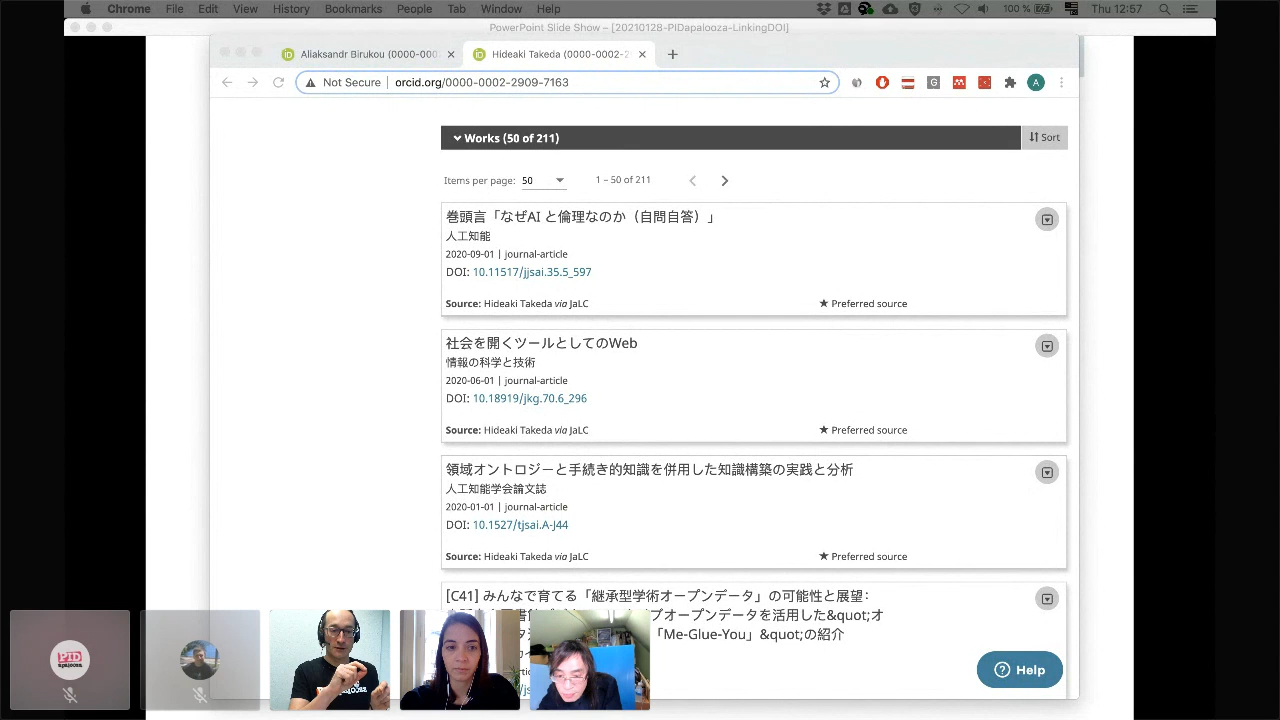 Chrome File Edit View History Bookmarks People Tab Window Help 100 % Thu 12:57
PowerPoint Slide Show – [20210128-PIDapalooza-LinkingDOI]
Aliaksandr Birukou (0000-000 Hideaki Takeda (0000-0002-2
Not Secure orcid.org/0000-0002-2909-7163 A
Works (50 of 211) Sort
Items per page: 50 1 – 50 of 211
巻頭言「なぜAI と倫理なのか（自問自答）」
人工知能
2020-09-01 | journal-article
DOI: 10.11517/jjsai.35.5_597
Source: Hideaki Takeda via JaLC ★ Preferred source
社会を開くツールとしてのWeb
情報の科学と技術
2020-06-01 | journal-article
DOI: 10.18919/jkg.70.6_296
Source: Hideaki Takeda via JaLC ★ Preferred source
領域オントロジーと手続き的知識を併用した知識構築の実践と分析
人工知能学会論文誌
2020-01-01 | journal-article
DOI: 10.1527/tjsai.A-J44
Source: Hideaki Takeda via JaLC ★ Preferred source
[C41] みんなで育てる「継承型学術オープンデータ」の可能性と展望：
プオープンデータを活用した&quot;オ
「Me-Glue-You」&quot;の紹介
PID
apalooza
Help